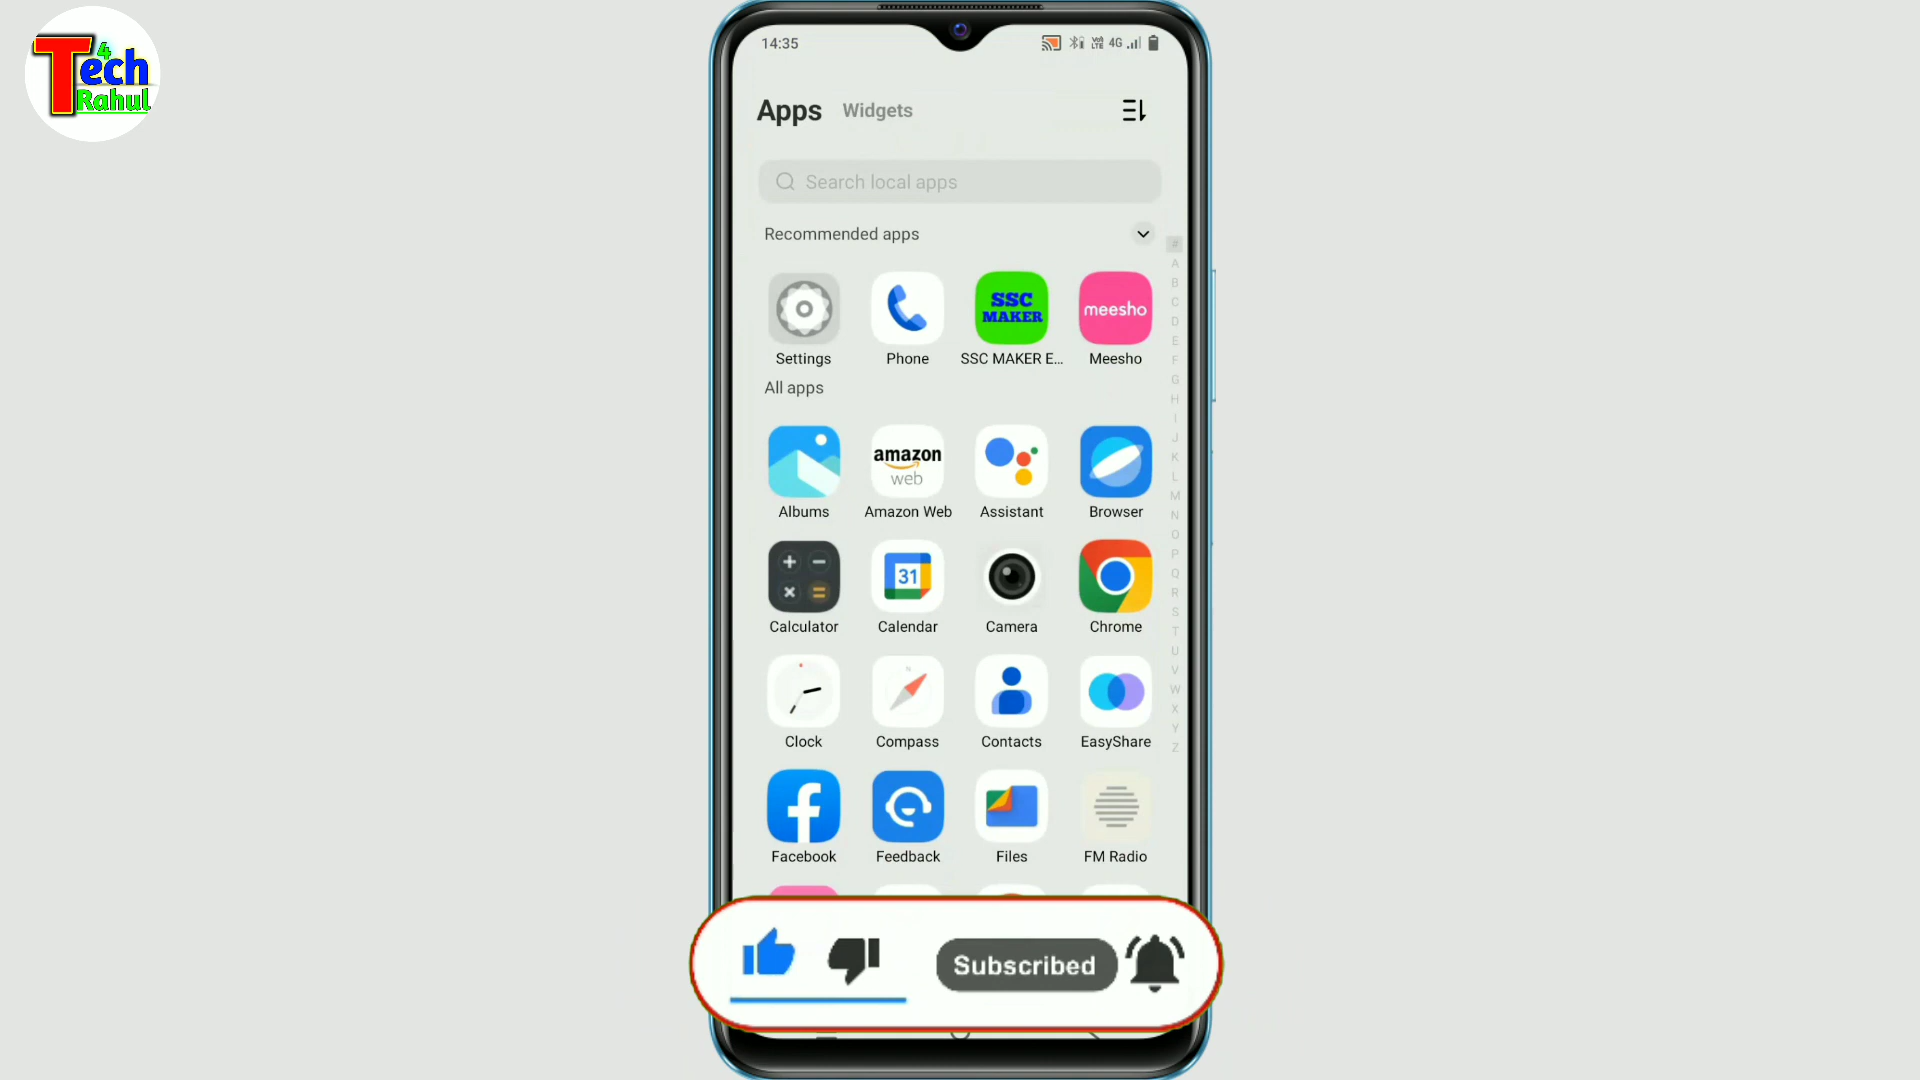 4
Tech
Rahul
14:35
VoLTE 4G
Apps Widgets
Search local apps
Recommended apps
meesho
SSC
MAKER
Settings Phone SSC MAKER E... Meesho
All apps
amazon
web
Albums Amazon Web Assistant Browser
31
Calculator Calendar Camera Chrome
N
Clock Compass Contacts EasyShare
Facebook Feedback Files FM Radio
#
A
B
C
D
E
F
G
H
I
J
K
L
M
N
O
P
Q
R
S
T
U
V
W
X
Y
Z
Subscribed